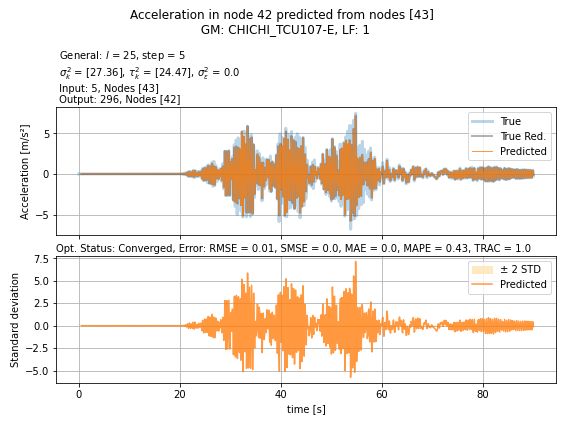 Acceleration in node 42 predicted from nodes [43]
GM: CHICHI_TCU107-E, LF: 1
General: l = 25, step = 5
σ²ₖ = [27.36], τ²ₖ = [24.47], σ²ε = 0.0
Input: 5, Nodes [43]
Output: 296, Nodes [42]
Acceleration [m/s²]
5
0
−5
True
True Red.
Predicted
Opt. Status: Converged, Error: RMSE = 0.01, SMSE = 0.0, MAE = 0.0, MAPE = 0.43, TRAC = 1.0
Standard deviation
7.5
5.0
2.5
0.0
−2.5
−5.0
± 2 STD
Predicted
0 20 40 60 80
time [s]